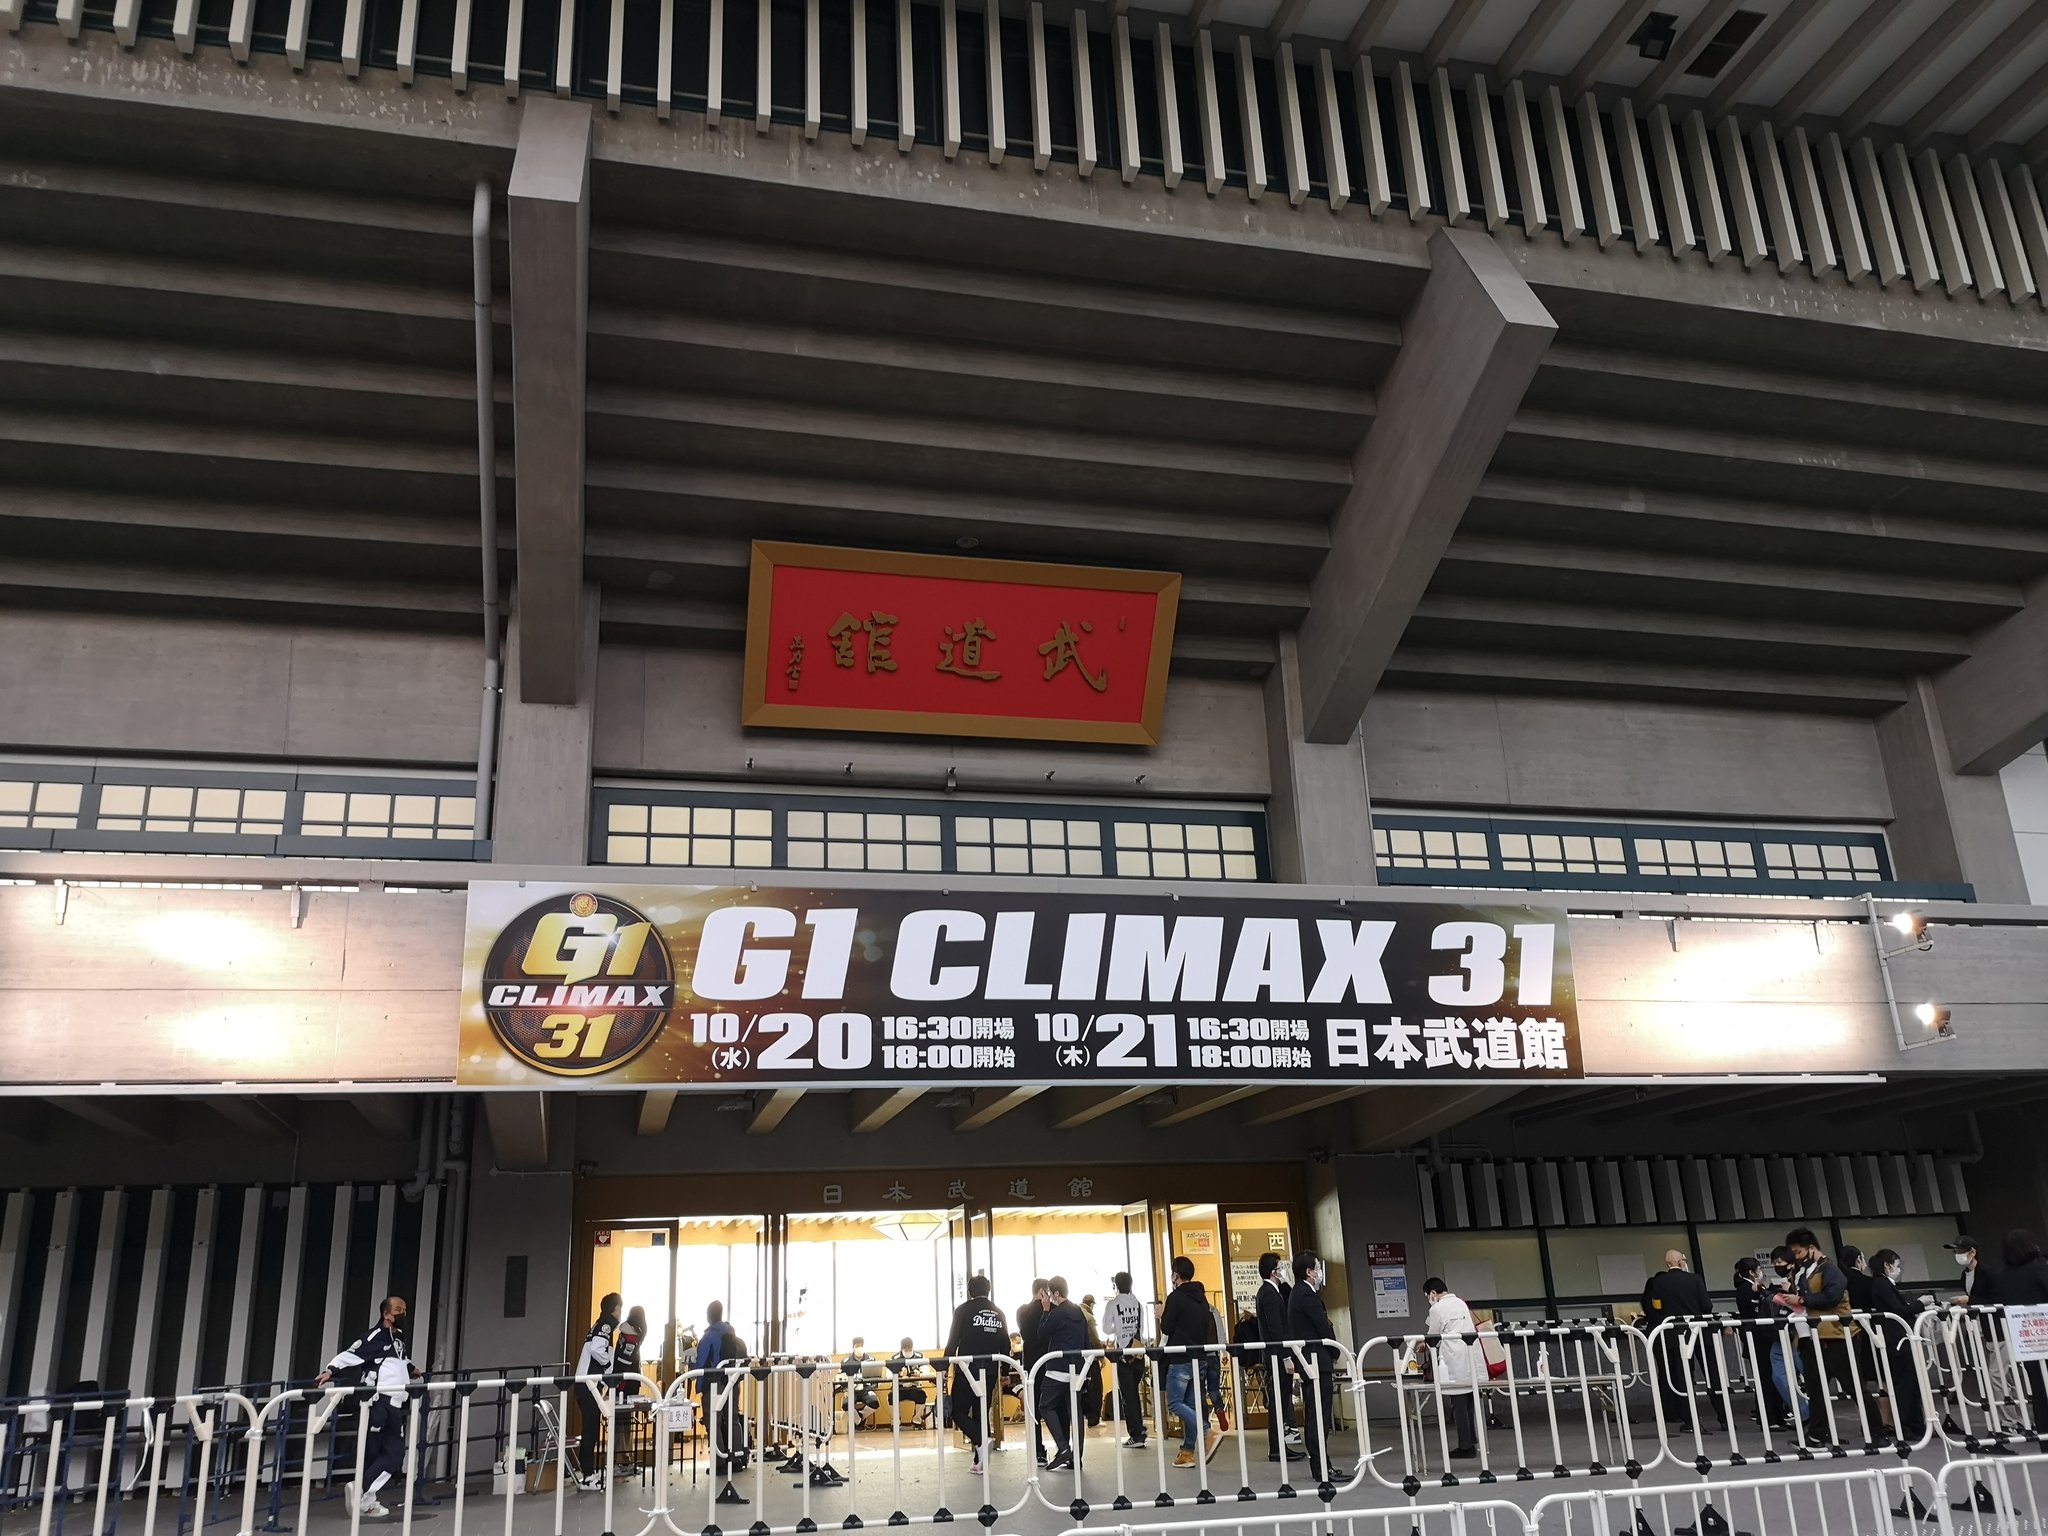 武道館
G1
CLIMAX
31
G1 CLIMAX 31
10/20 (水) 16:30開場 18:00開始
10/21 (木) 16:30開場 18:00開始
日本武道館
日本武道館
西
Dickies